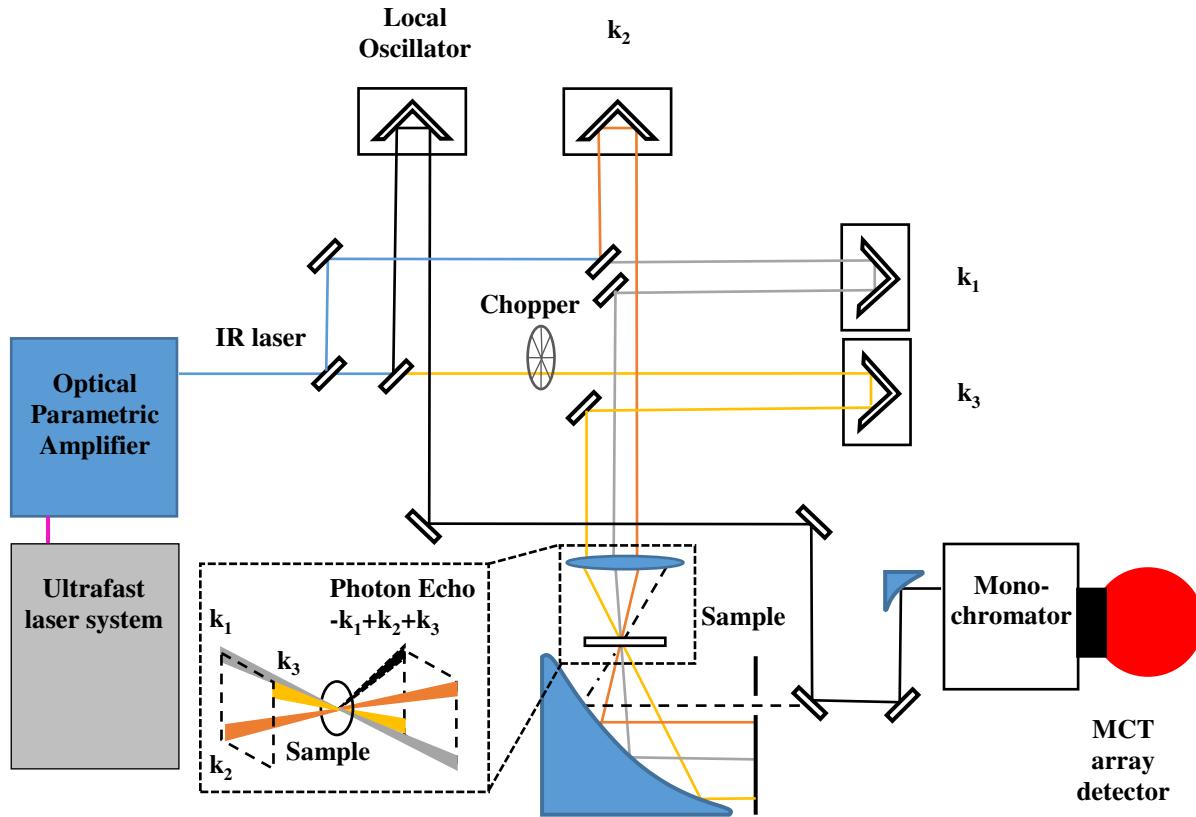 Local
Oscillator
k₂
k₁
Chopper
IR laser
k₃
Optical
Parametric
Amplifier
Ultrafast
laser system
Photon Echo
-k₁+k₂+k₃
k₁
k₃
Sample
k₂
Sample
Mono-
chromator
MCT
array
detector